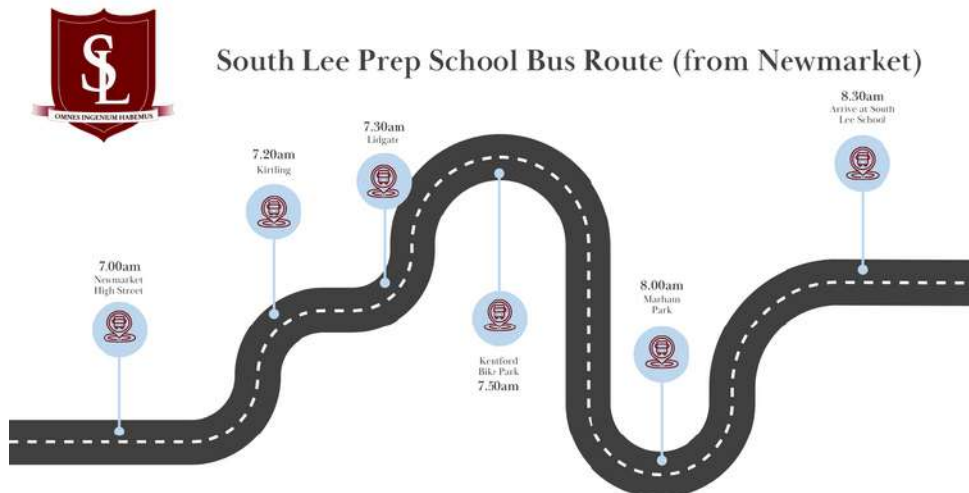 SL
OMNES INGENIUM HABEMUS
South Lee Prep School Bus Route (from Newmarket)
7.00am
Newmarket
High Street
7.20am
Kirtling
7.30am
Lidgate
Kentford
Bike Park
7.50am
8.00am
Marham
Park
8.30am
Arrive at South
Lee School